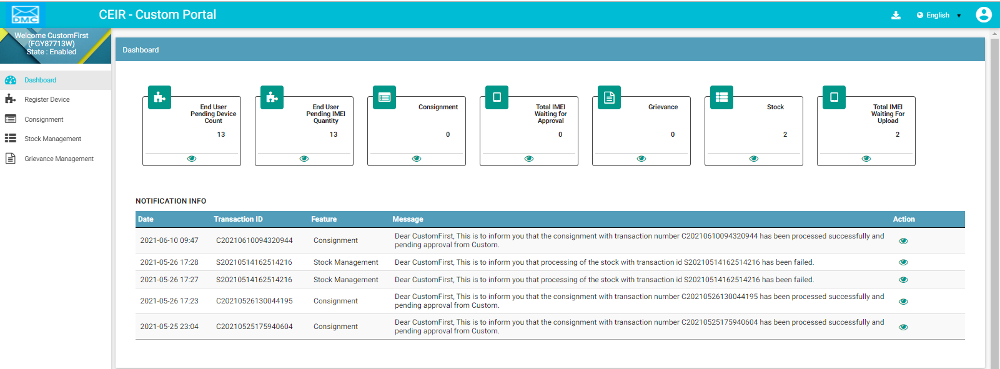 DMC
CEIR - Custom Portal
English
Welcome CustomFirst
(FGY87713W)
State : Enabled
Dashboard
Register Device
Consignment
Stock Management
Grievance Management
Dashboard
End User
Pending Device
Count
13
End User
Pending IMEI
Quantity
13
Consignment
0
Total IMEI
Waiting for
Approval
0
Grievance
0
Stock
2
Total IMEI
Waiting For
Upload
2
NOTIFICATION INFO
Date Transaction ID Feature Message Action
2021-06-10 09:47 C20210610094320944 Consignment Dear CustomFirst, This is to inform you that the consignment with transaction number C20210610094320944 has been processed successfully and
pending approval from Custom.
2021-05-26 17:28 S20210514162514216 Stock Management Dear CustomFirst, This is to inform you that processing of the stock with transaction id S20210514162514216 has been failed.
2021-05-26 17:27 S20210514162514216 Stock Management Dear CustomFirst, This is to inform you that processing of the stock with transaction id S20210514162514216 has been failed.
2021-05-26 17:23 C20210526130044195 Consignment Dear CustomFirst, This is to inform you that the consignment with transaction number C20210526130044195 has been processed successfully and
pending approval from Custom.
2021-05-25 23:04 C20210525175940604 Consignment Dear CustomFirst, This is to inform you that the consignment with transaction number C20210525175940604 has been processed successfully and
pending approval from Custom.